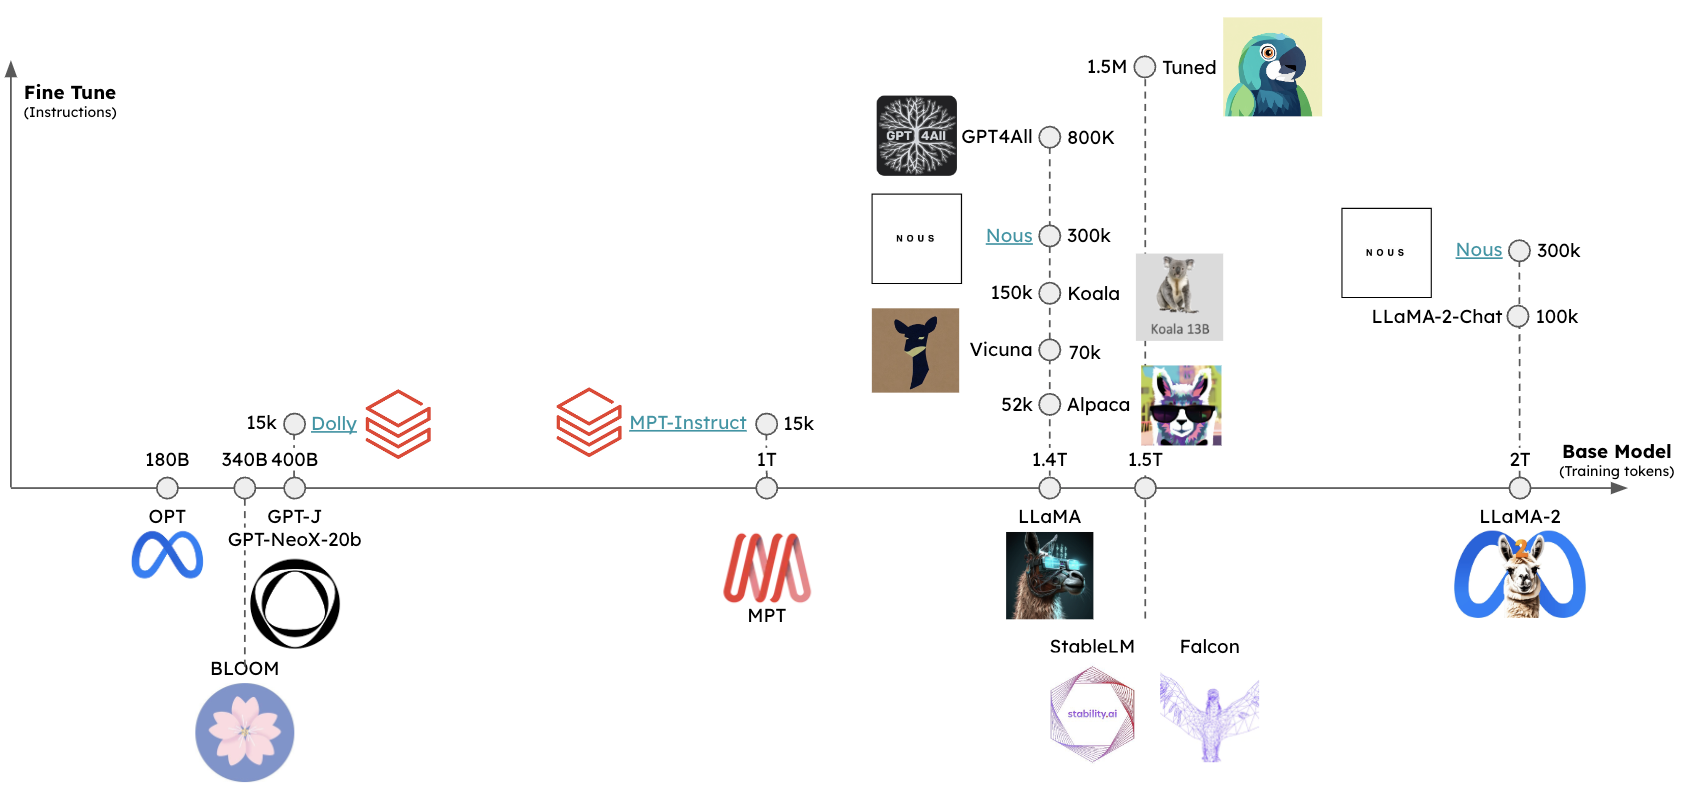 Fine Tune
(Instructions)
1.5M Tuned
GPT 4All GPT4All 800K
NOUS Nous 300k
150k Koala
Koala 13B
Vicuna 70k
52k Alpaca
NOUS Nous 300k
LLaMA-2-Chat 100k
15k Dolly
MPT-Instruct 15k
180B 340B 400B 1T 1.4T 1.5T 2T
Base Model
(Training tokens)
OPT
GPT-J
GPT-NeoX-20b
BLOOM
MPT
LLaMA
StableLM
stability.ai
Falcon
LLaMA-2
2